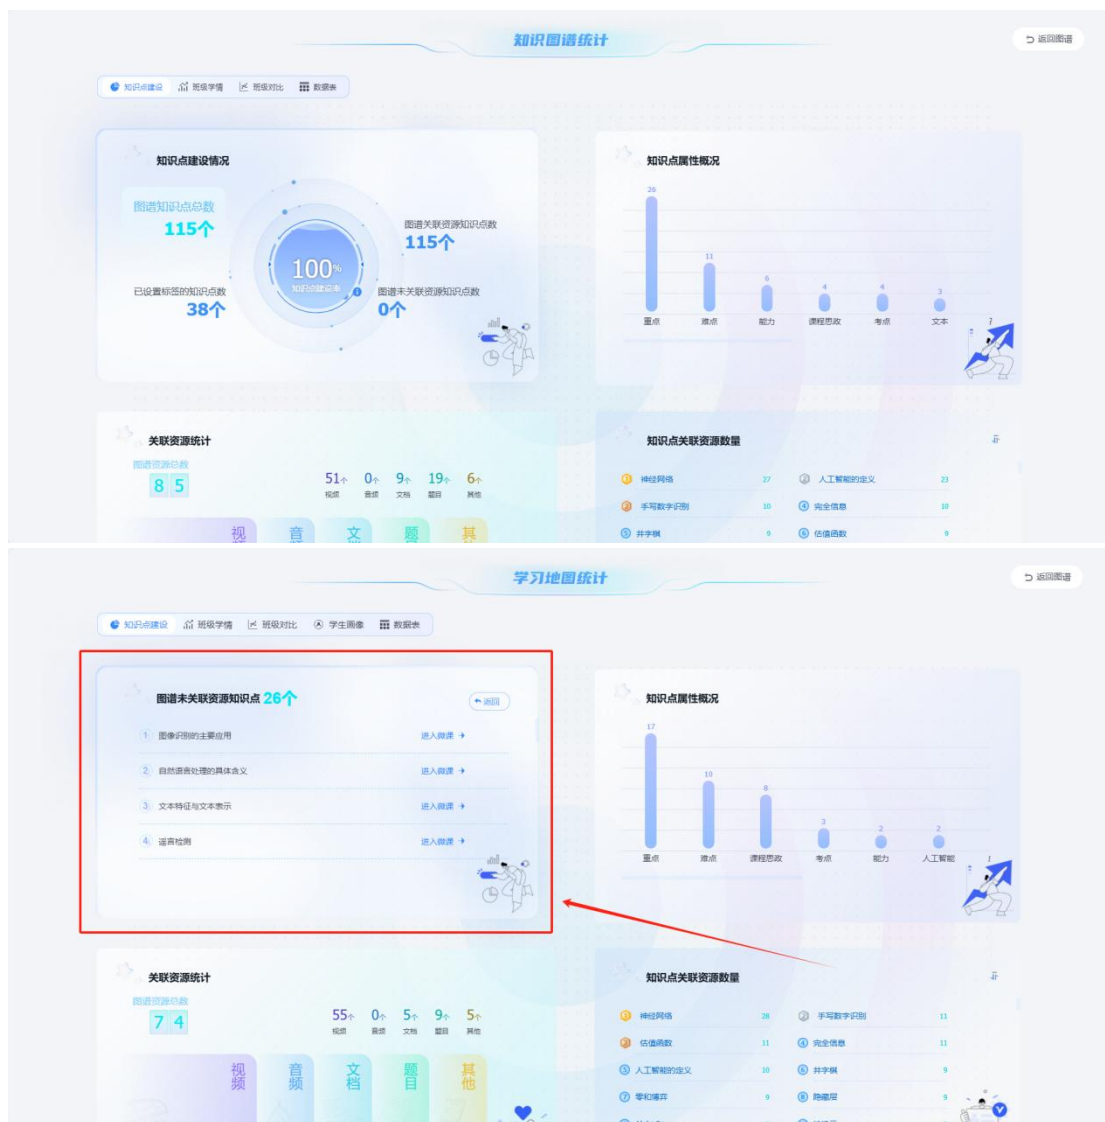 知识图谱统计
返回图谱
知识点建设 班级学情 班级对比 数据表
知识点建设情况
图谱知识点总数
115个
已设置标签的知识点数
38个
100%
知识点建设率
图谱关联资源知识点数
115个
图谱未关联资源知识点数
0个
知识点属性概况
26
11
6
4
4
3
1
重点 难点 能力 课程思政 考点 文本
关联资源统计
图谱资源总数
85
51个 0个 9个 19个 6个
视频 音频 文档 题目 其他
文
知识点关联资源数量
1 神经网络 27 2 人工智能的定义 23
3 手写数字识别 10 4 完全信息 10
5 井字棋 9 6 估值函数 9
学习地图统计
返回图谱
知识点建设 班级学情 班级对比 学生画像 数据表
图谱未关联资源知识点 26个
返回
1 图像识别的主要应用 进入微课
2 自然语言处理的具体含义 进入微课
3 文本特征与文本表示 进入微课
4 谣言检测 进入微课
知识点属性概况
17
10
8
3
2
2
1
重点 难点 课程思政 考点 能力 人工智能
关联资源统计
图谱资源总数
74
55个 0个 5个 9个 5个
视频 音频 文档 题目 其他
视频 音频 文档 题目 其他
知识点关联资源数量
1 神经网络 28 2 手写数字识别 11
3 估值函数 11 4 完全信息 11
5 人工智能的定义 10 6 井字棋 9
7 零和博弈 9 8 隐藏层 9